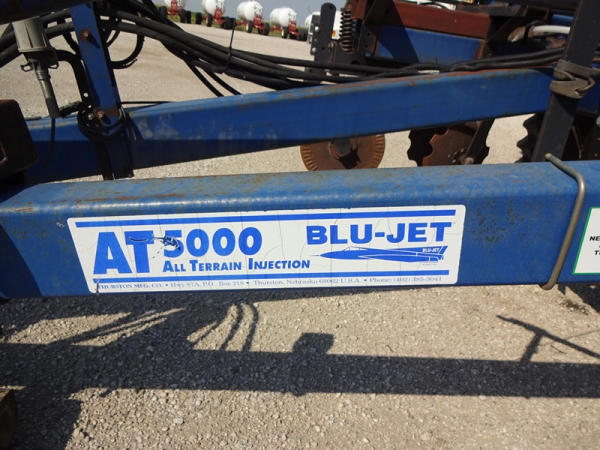 AT5000
ALL TERRAIN INJECTION
BLU-JET
BLU-JET
THURSTON MFG. CO. • Hwy 87A, P.O. Box 218 • Thurston, Nebraska 68062 U.S.A. • Phone: (402) 385-3041
NE
T